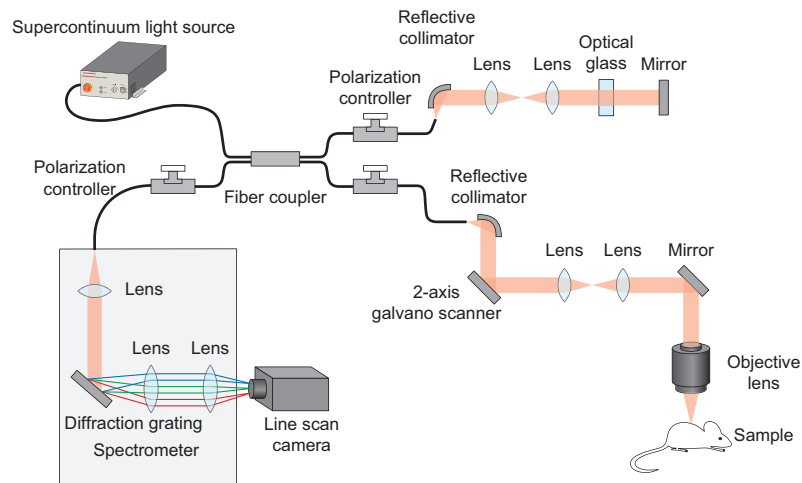 Supercontinuum light source
Reflective
collimator
Lens
Lens
Optical
glass
Mirror
Polarization
controller
Polarization
controller
Fiber coupler
Reflective
collimator
Lens
Lens
Mirror
2-axis
galvano scanner
Lens
Lens
Lens
Objective
lens
Diffraction grating
Spectrometer
Line scan
camera
Sample